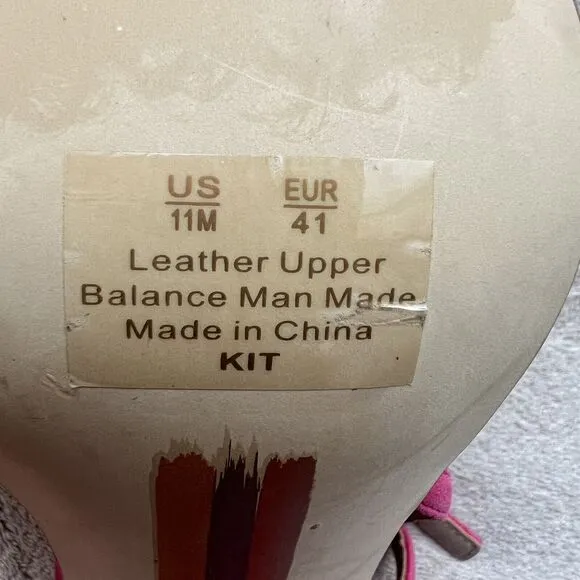 US EUR
11M 41
Leather Upper
Balance Man Made
Made in China
KIT